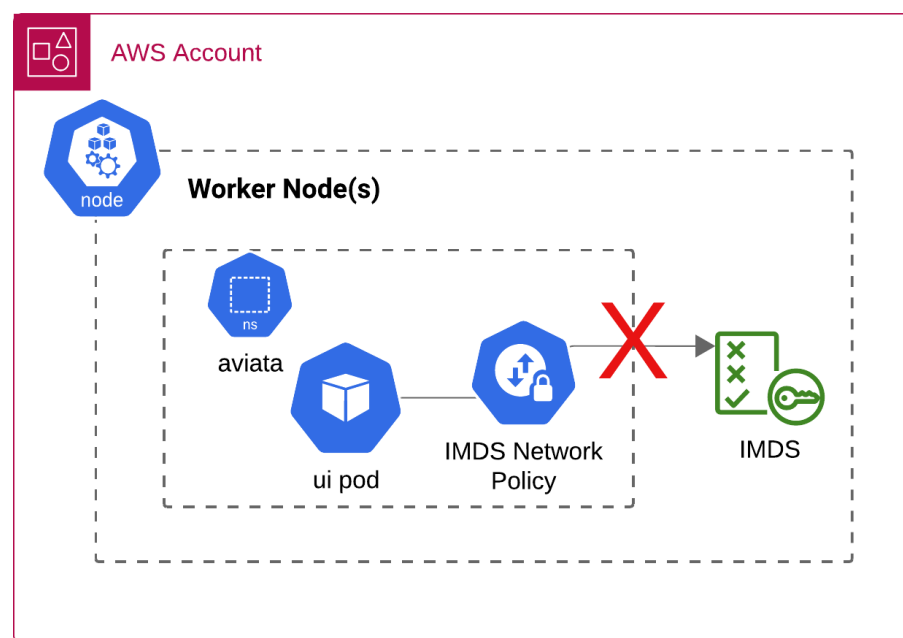 AWS Account
node
Worker Node(s)
ns
aviata
ui pod
IMDS Network
Policy
IMDS